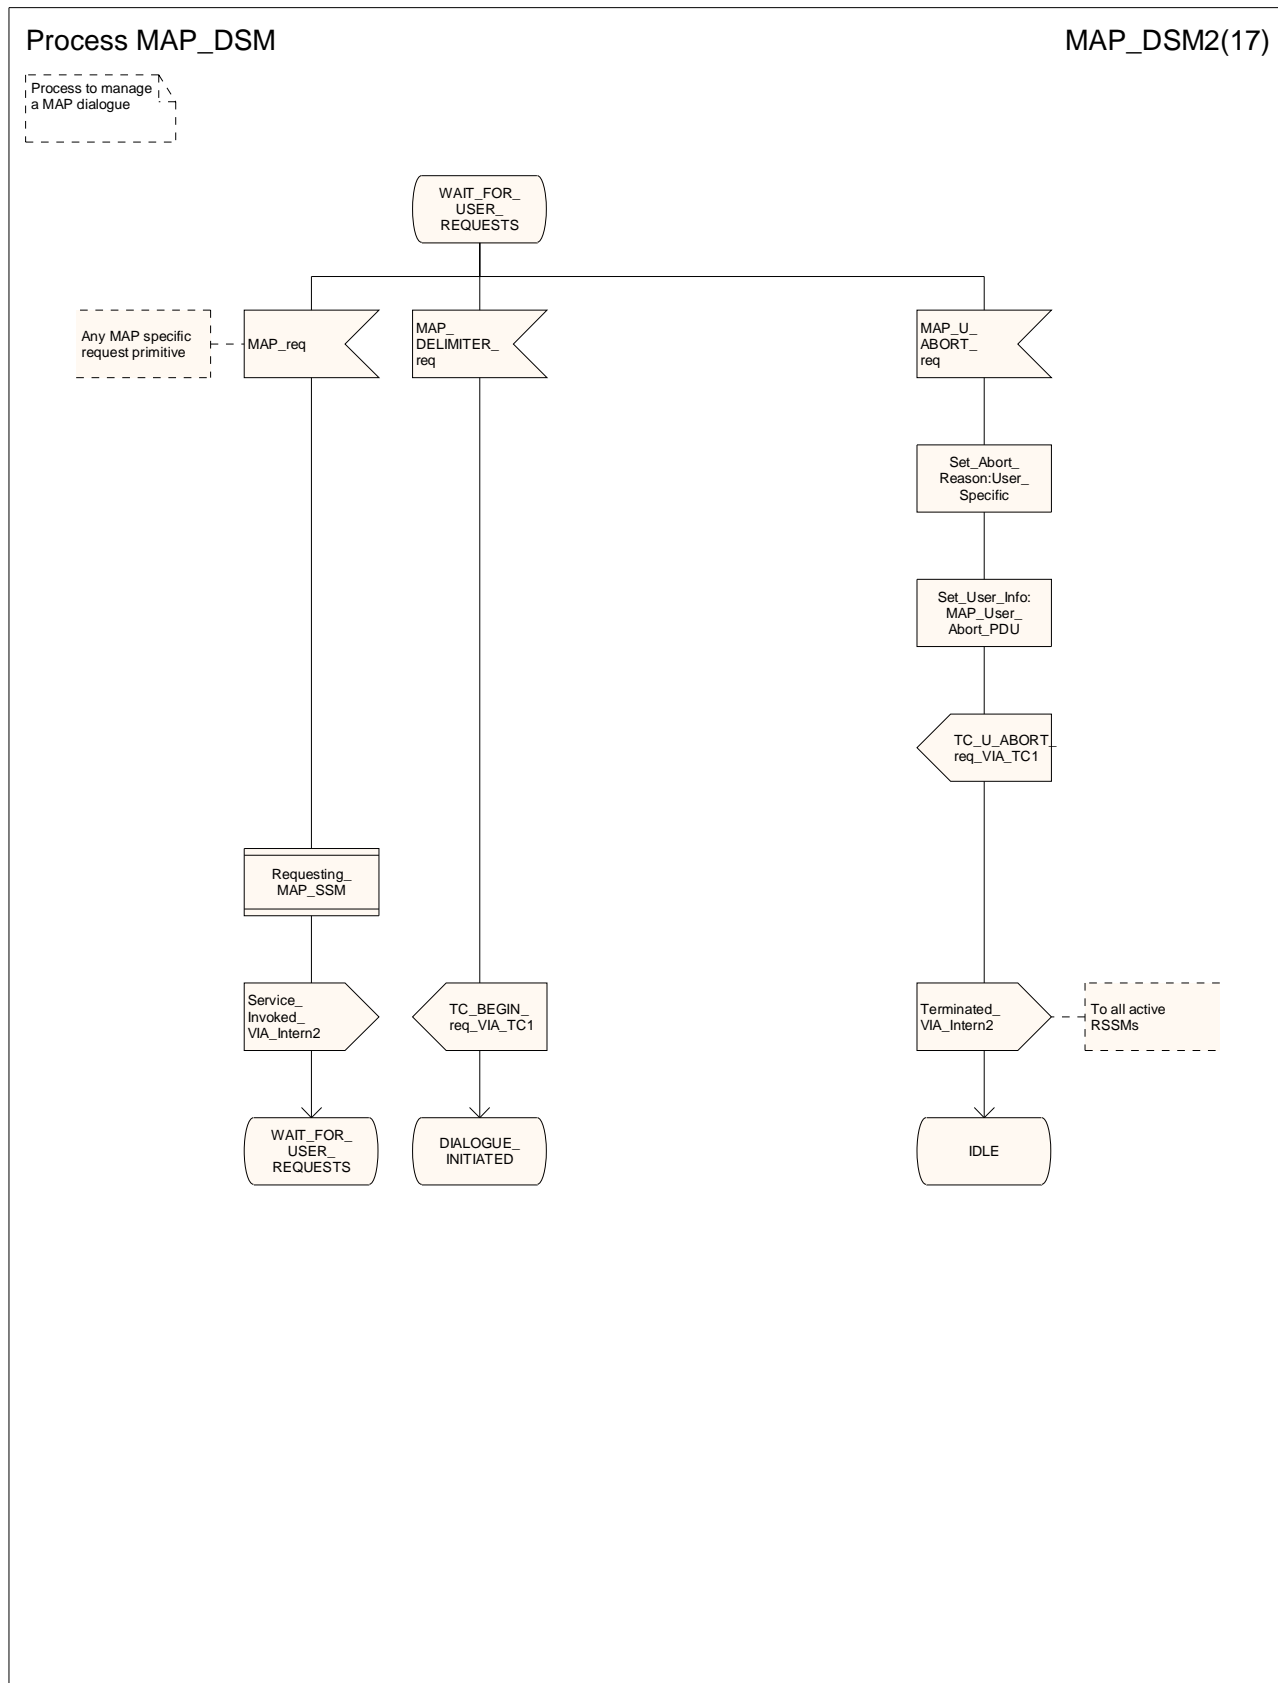 Process MAP_DSM
MAP_DSM2(17)
Process to manage
a MAP dialogue
WAIT_FOR_
USER_
REQUESTS
Any MAP specific
request primitive
MAP_req
MAP_
DELIMITER_
req
MAP_U_
ABORT_
req
Set_Abort_
Reason:User_
Specific
Set_User_Info:
MAP_User_
Abort_PDU
TC_U_ABORT_
req_VIA_TC1
Requesting_
MAP_SSM
Service_
Invoked_
VIA_Intern2
TC_BEGIN_
req_VIA_TC1
Terminated_
VIA_Intern2
To all active
RSSMs
WAIT_FOR_
USER_
REQUESTS
DIALOGUE_
INITIATED
IDLE